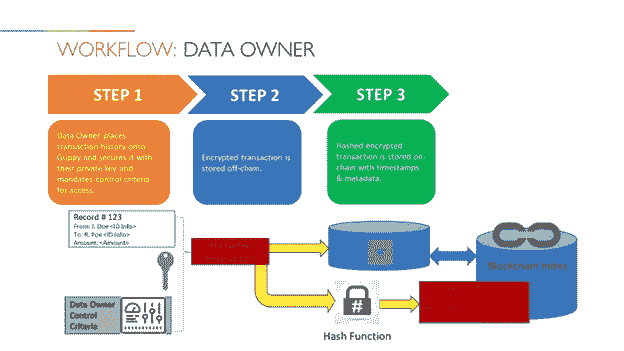 WORKFLOW: DATA OWNER
STEP 1
STEP 2
STEP 3
Data Owner places
transaction history onto
Guppy and secures it with
their private key and
mandates control criteria
for access.
Encrypted transaction is
stored off-chain.
Hashed encrypted
transaction is stored on-
chain with timestamps
& metadata.
Record # 123
From: J. Doe <ID Info>
To: R. Poe <ID Info>
Amount: <Amount>
Blockchain Index
Data Owner
Control
Criteria
#
Hash Function